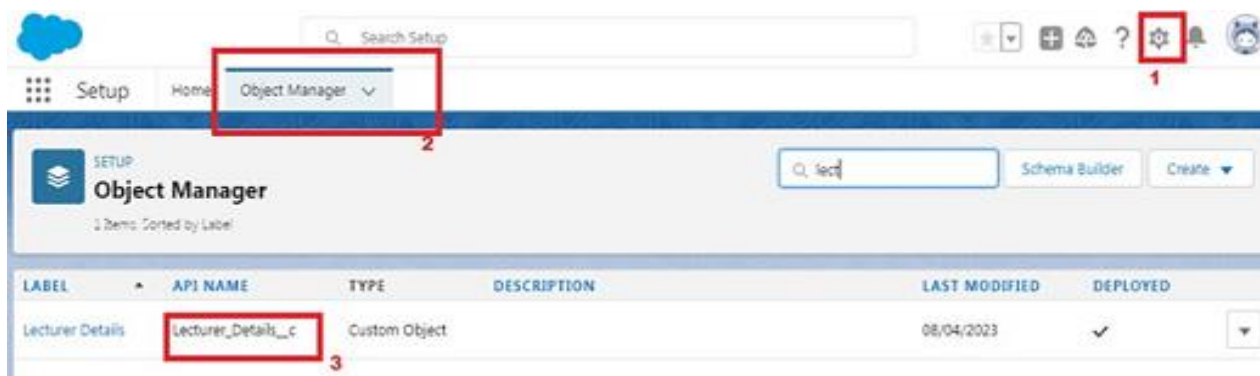 Search Setup
?
1
Setup Home Object Manager
2
SETUP
Object Manager
Items. Sorted by Label
lect
Schema Builder
Create
LABEL API NAME TYPE DESCRIPTION LAST MODIFIED DEPLOYED
Lecturer Details Lecturer_Details__c Custom Object 08/04/2023
3